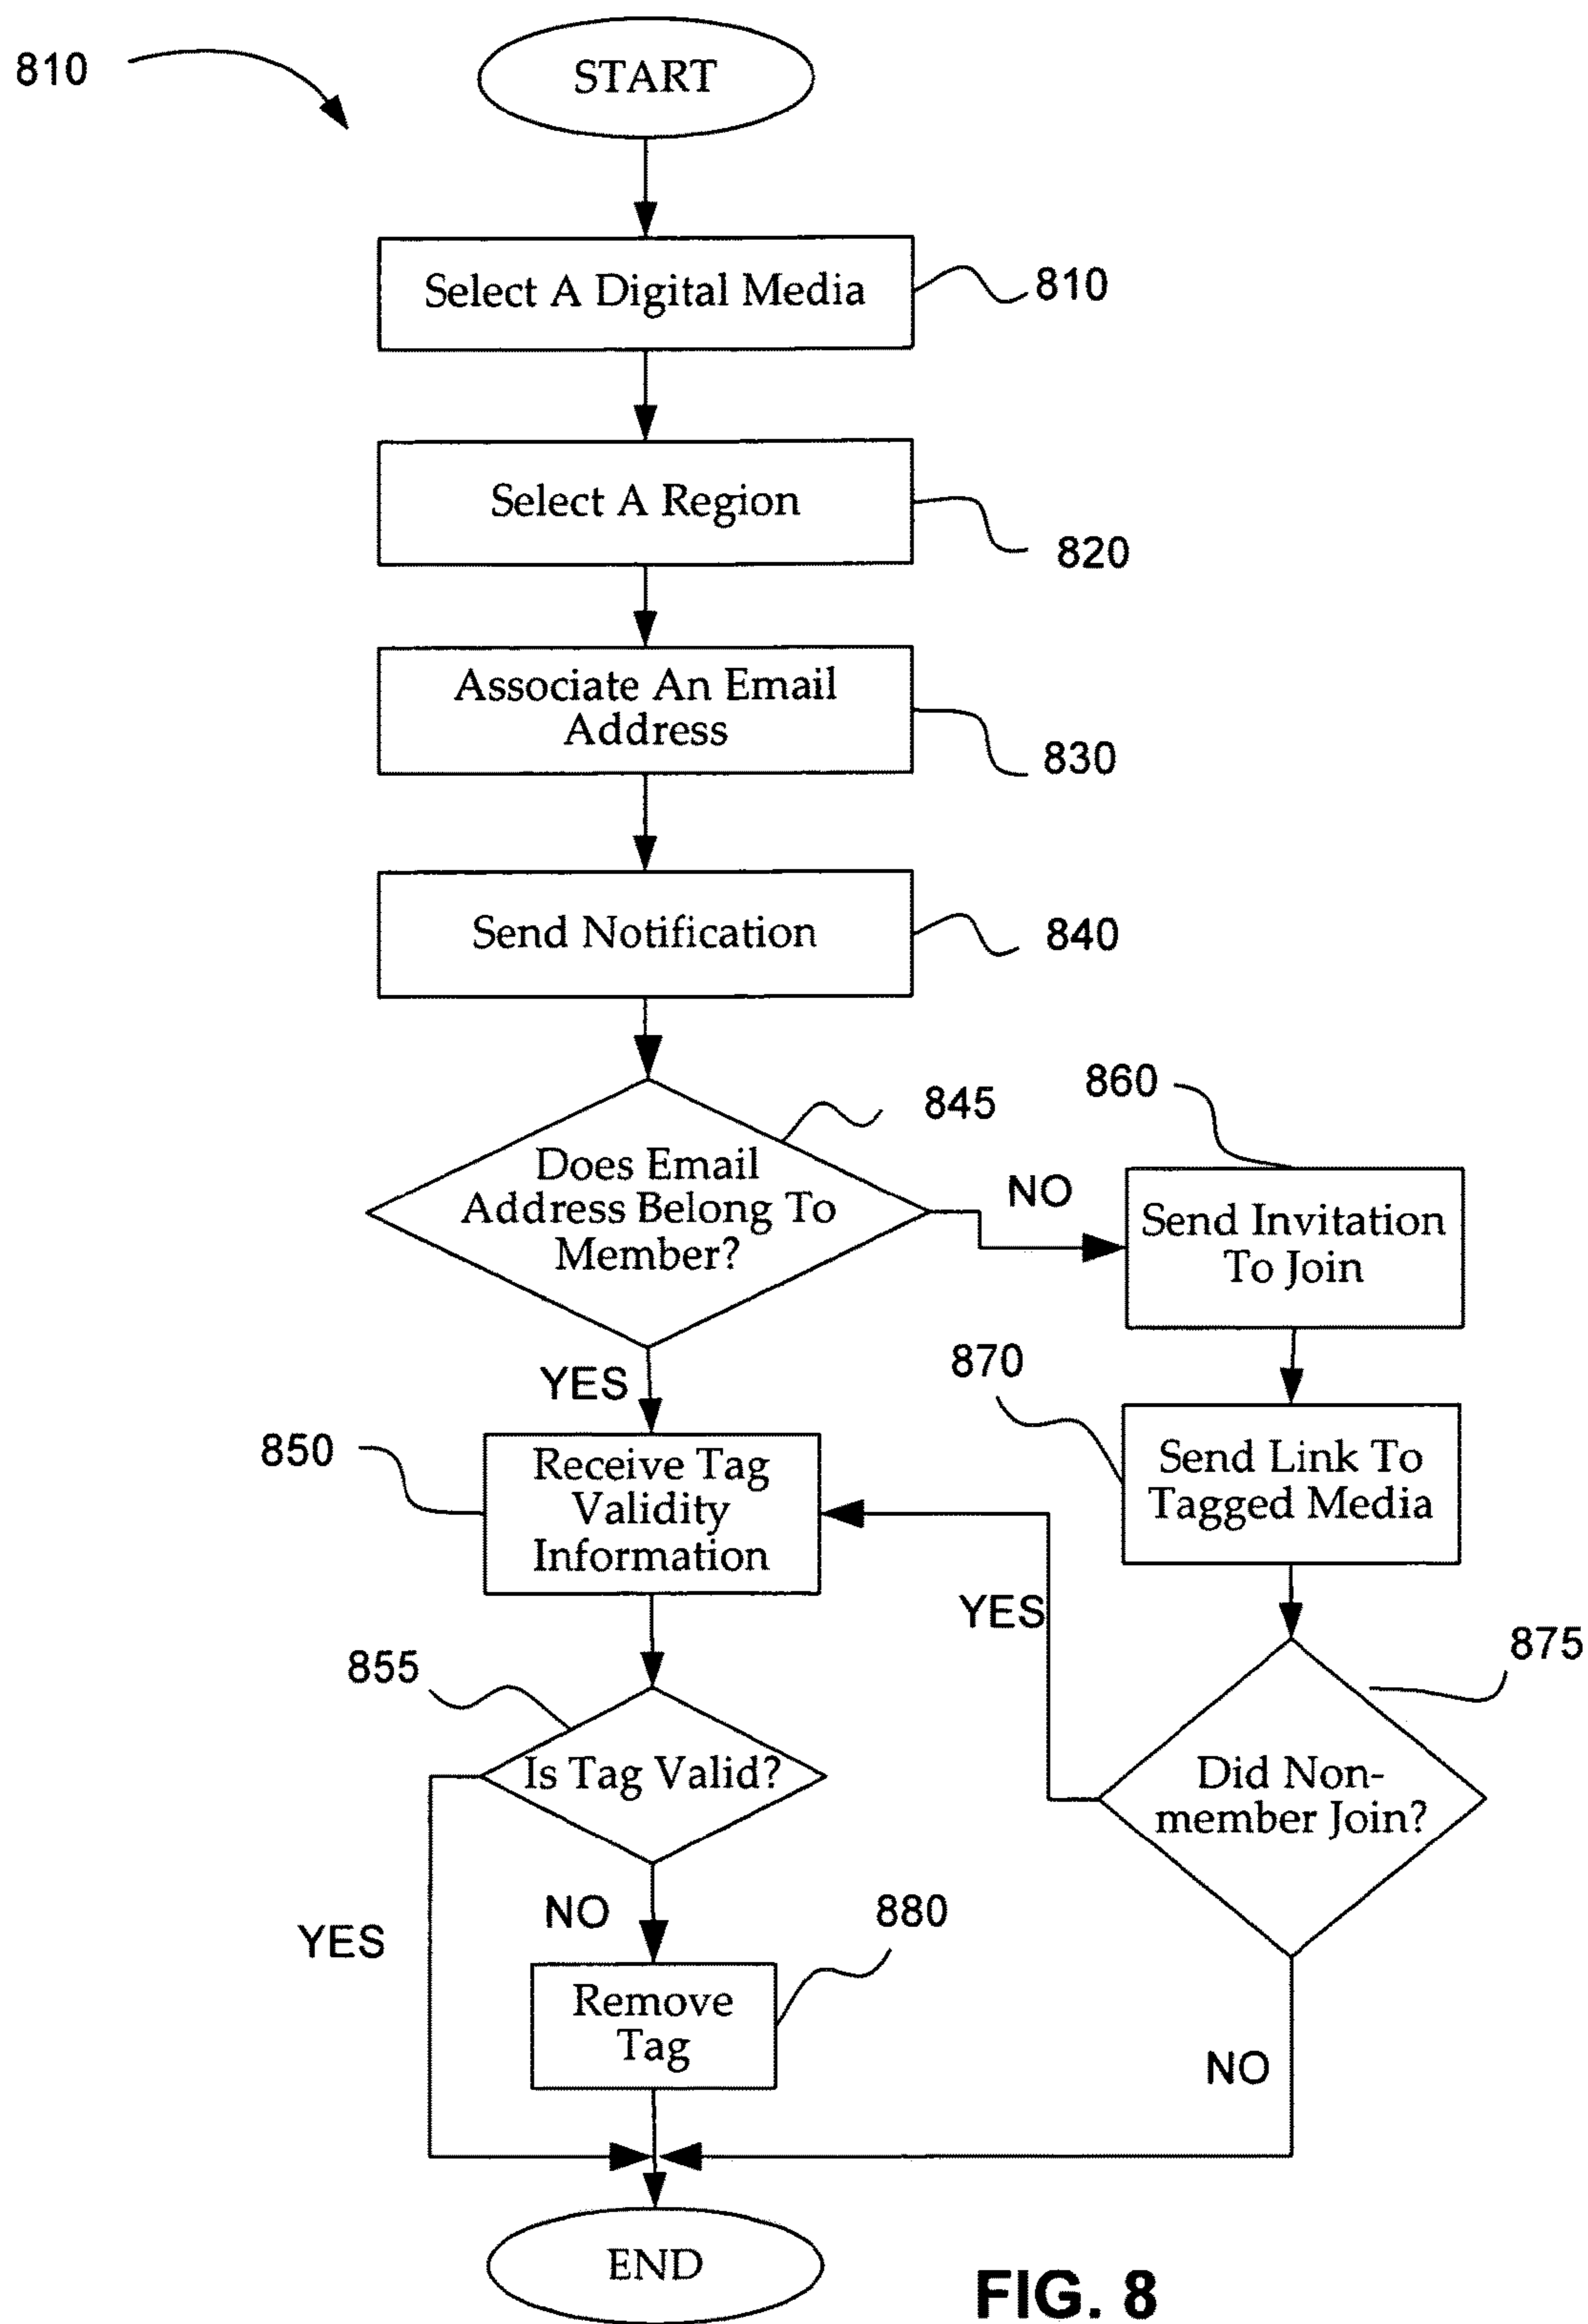 810
START
Select A Digital Media
810
Select A Region
820
Associate An Email
Address
830
Send Notification
840
845
860
Does Email
Address Belong To
Member?
NO
Send Invitation
To Join
YES
870
850
Receive Tag
Validity
Information
Send Link To
Tagged Media
YES
855
875
Is Tag Valid?
Did Non-
member Join?
YES
NO
880
Remove
Tag
NO
END
FIG. 8